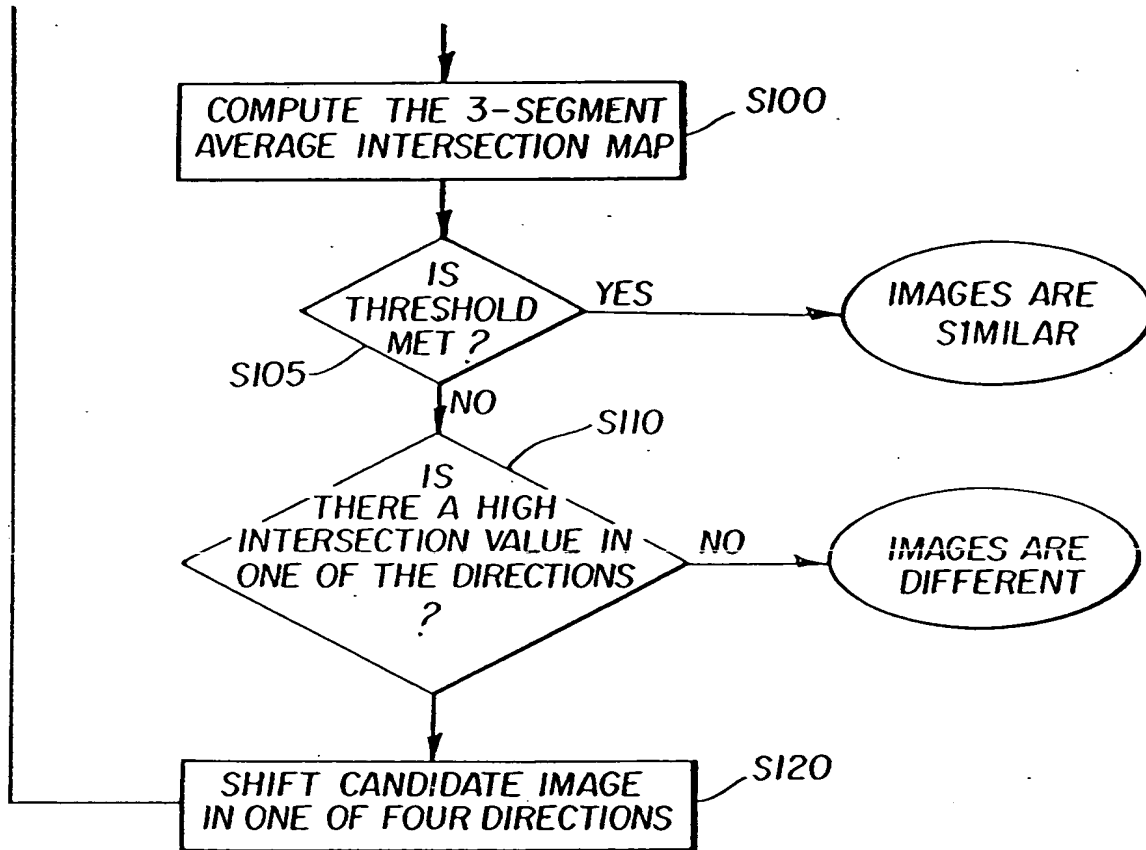 COMPUTE THE 3-SEGMENT
AVERAGE INTERSECTION MAP
S100
IS
THRESHOLD
MET ?
S105
YES
IMAGES ARE
SIMILAR
NO
S110
IS
THERE A HIGH
INTERSECTION VALUE IN
ONE OF THE DIRECTIONS
?
NO
IMAGES ARE
DIFFERENT
SHIFT CANDIDATE IMAGE
IN ONE OF FOUR DIRECTIONS
S120